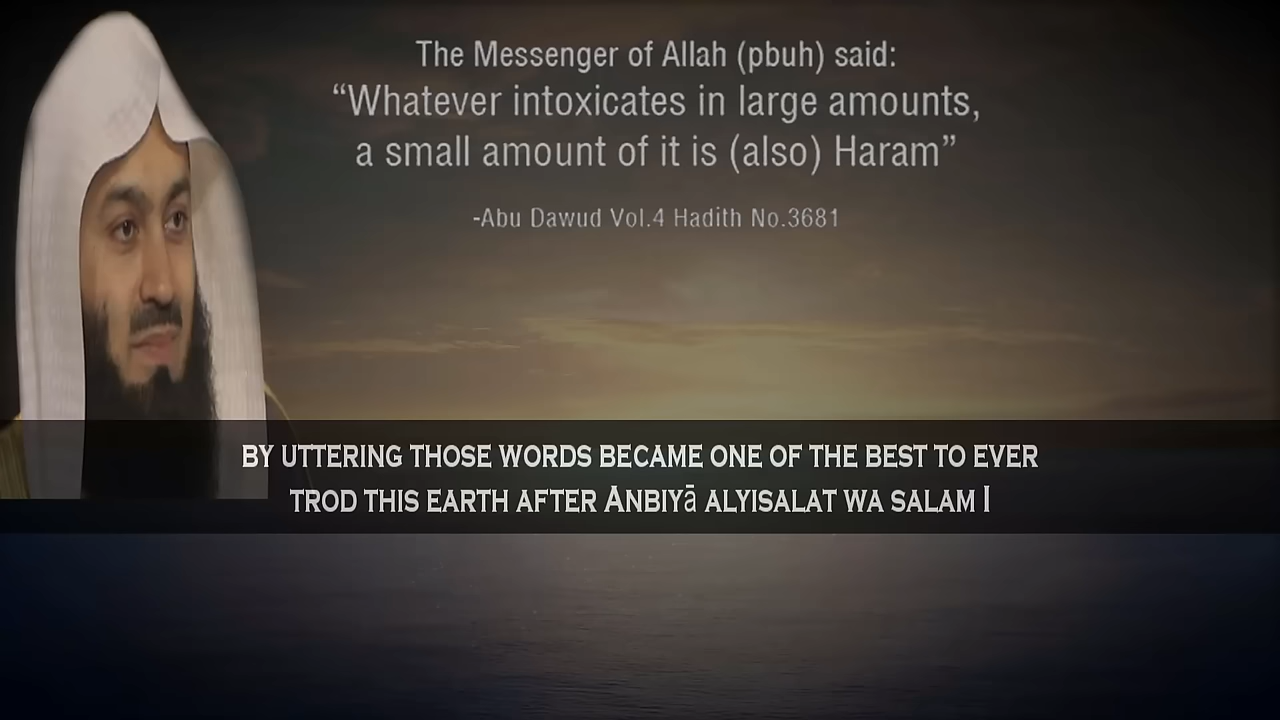 The Messenger of Allah (pbuh) said:
“Whatever intoxicates in large amounts,
a small amount of it is (also) Haram”
-Abu Dawud Vol.4 Hadith No.3681
BY UTTERING THOSE WORDS BECAME ONE OF THE BEST TO EVER
TROD THIS EARTH AFTER ANBIYā ALYISALAT WA SALAM I